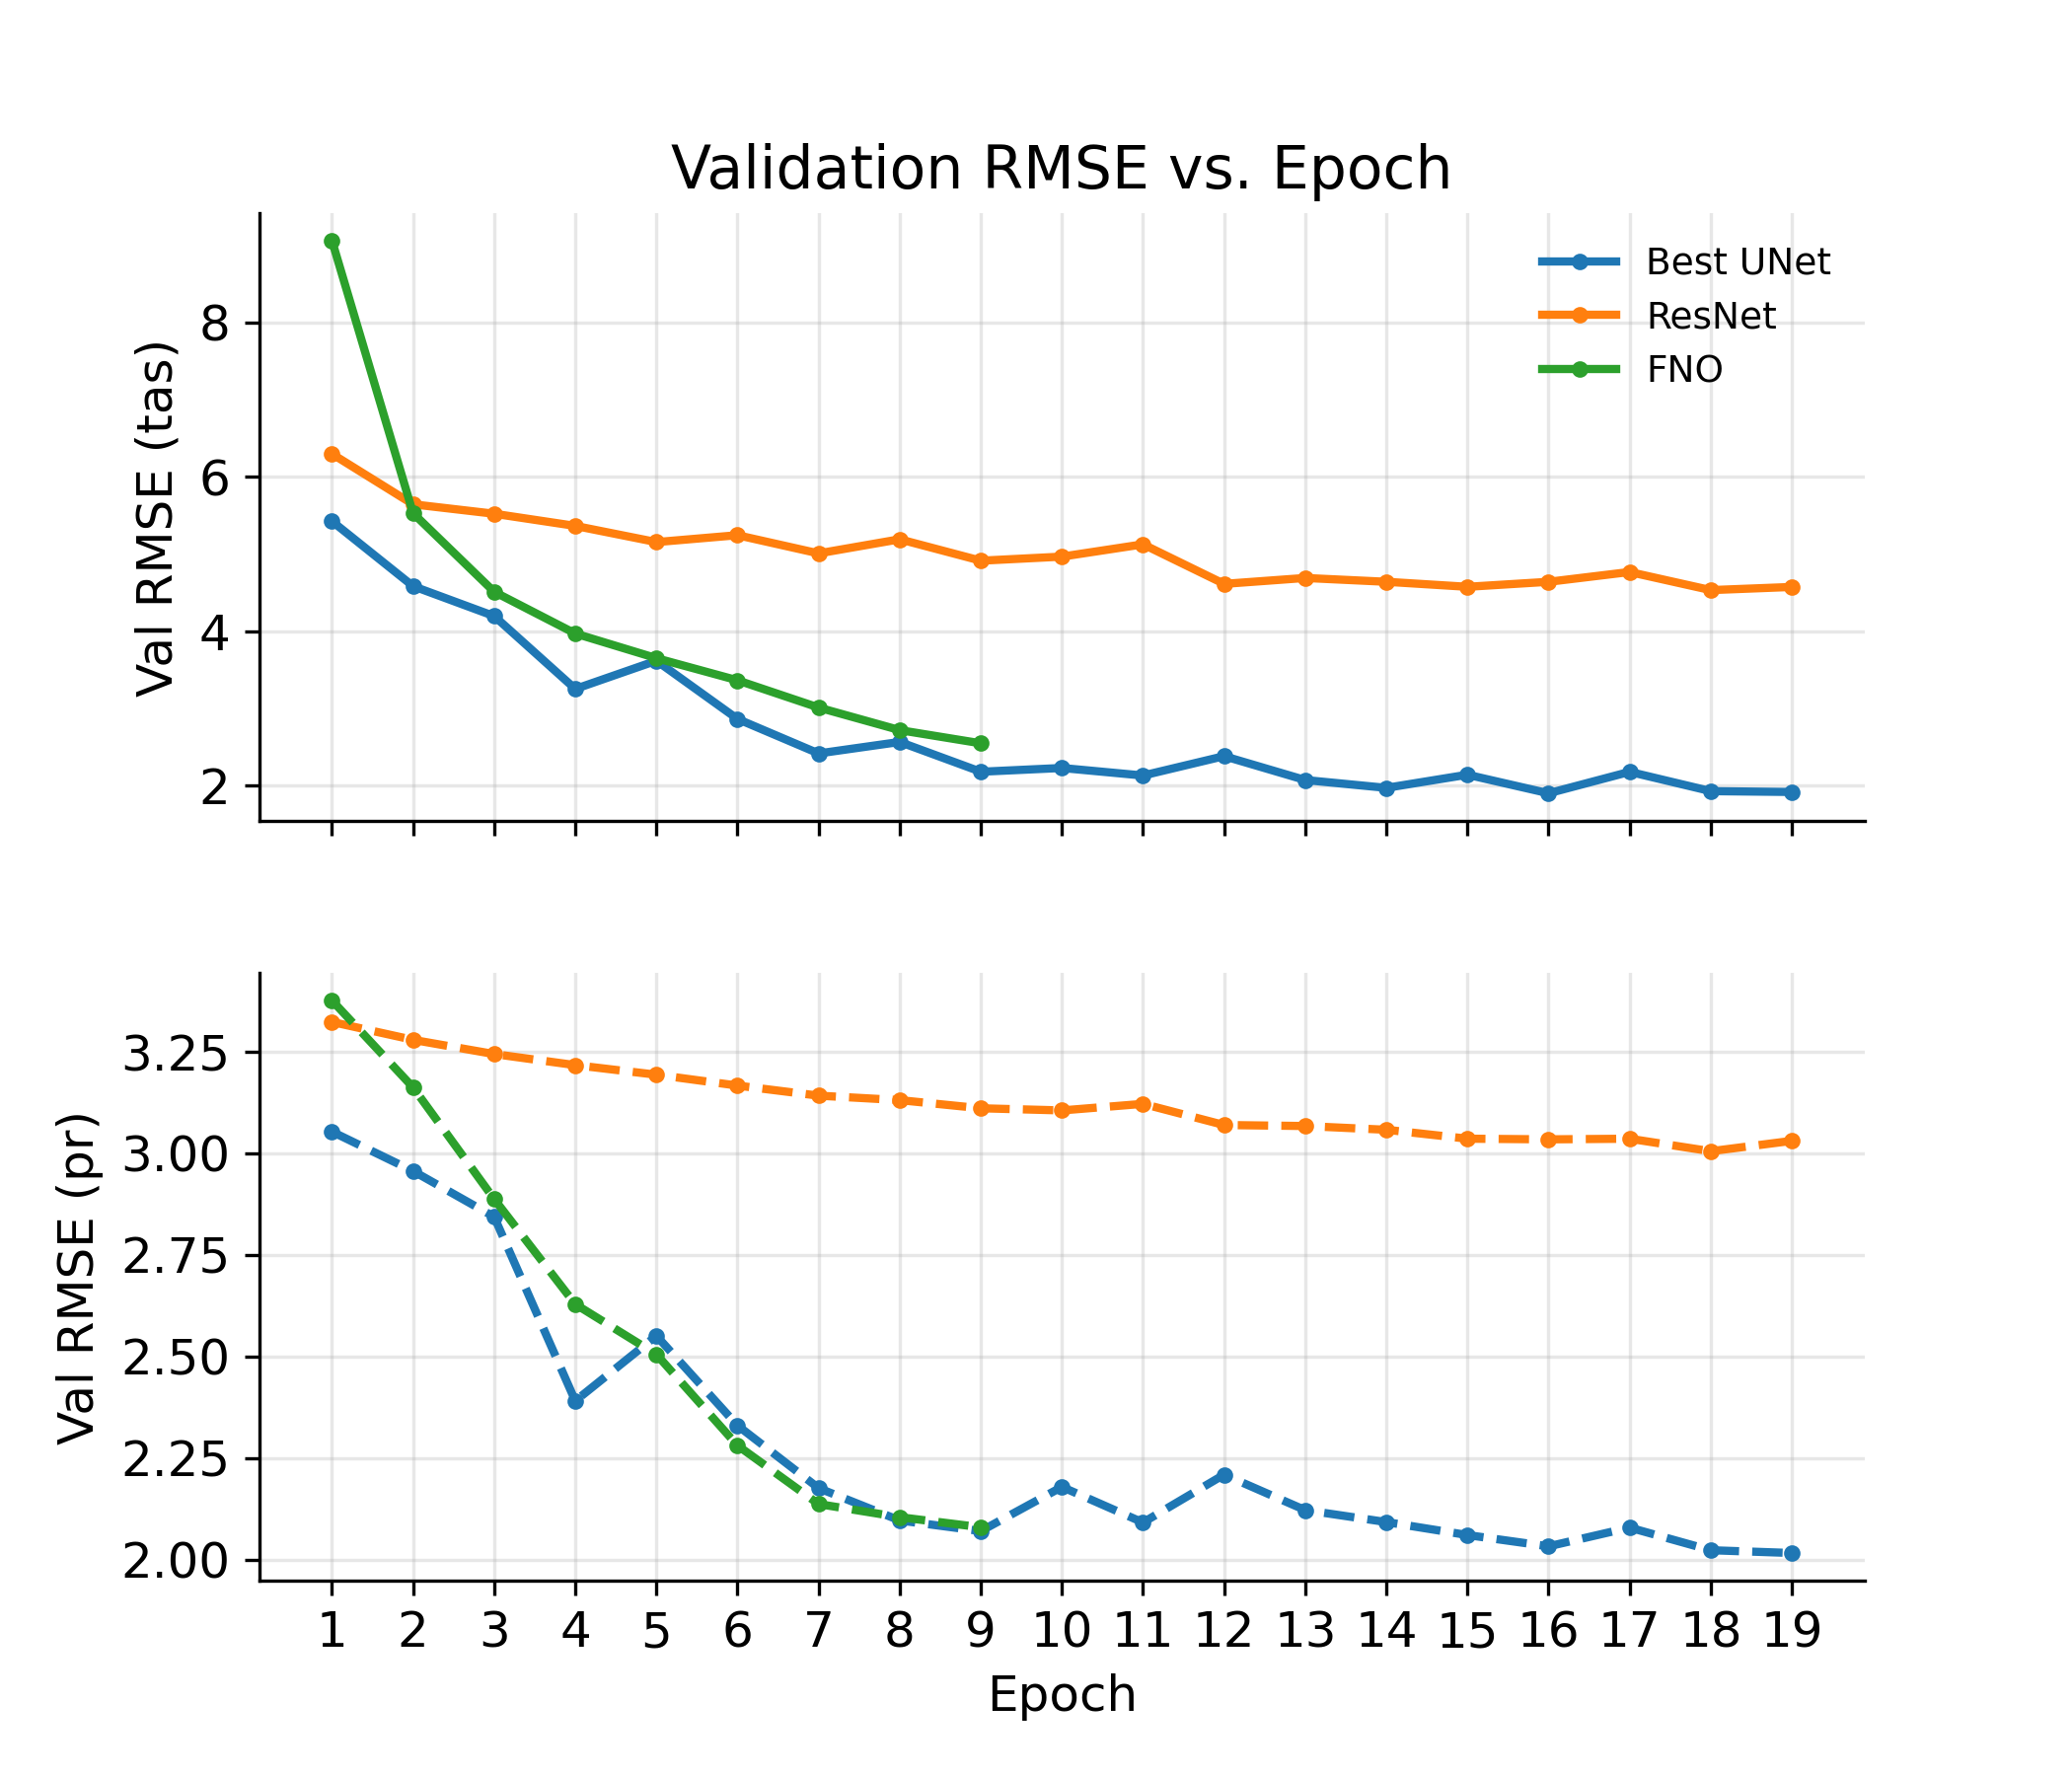 Validation RMSE vs. Epoch
Val RMSE (tas)
8
6
4
2
Best UNet
ResNet
FNO
Val RMSE (pr)
3.25
3.00
2.75
2.50
2.25
2.00
1 2 3 4 5 6 7 8 9 10 11 12 13 14 15 16 17 18 19
Epoch